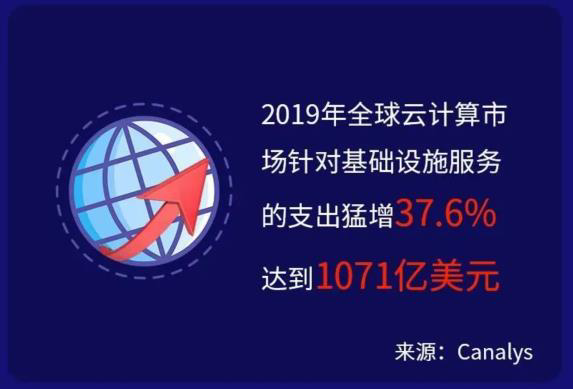 2019年全球云计算市
场针对基础设施服务
的支出猛增37.6%
达到1071亿美元
来源：Canalys